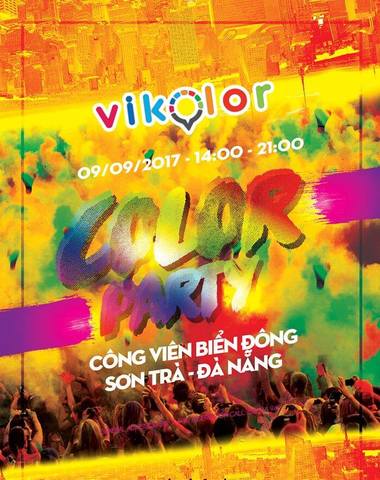 vikolor
09/09/2017 - 14:00 - 21:00
COLOR
PARTY
CÔNG VIÊN BIỂN ĐÔNG
SƠN TRÀ - ĐÀ NẴNG